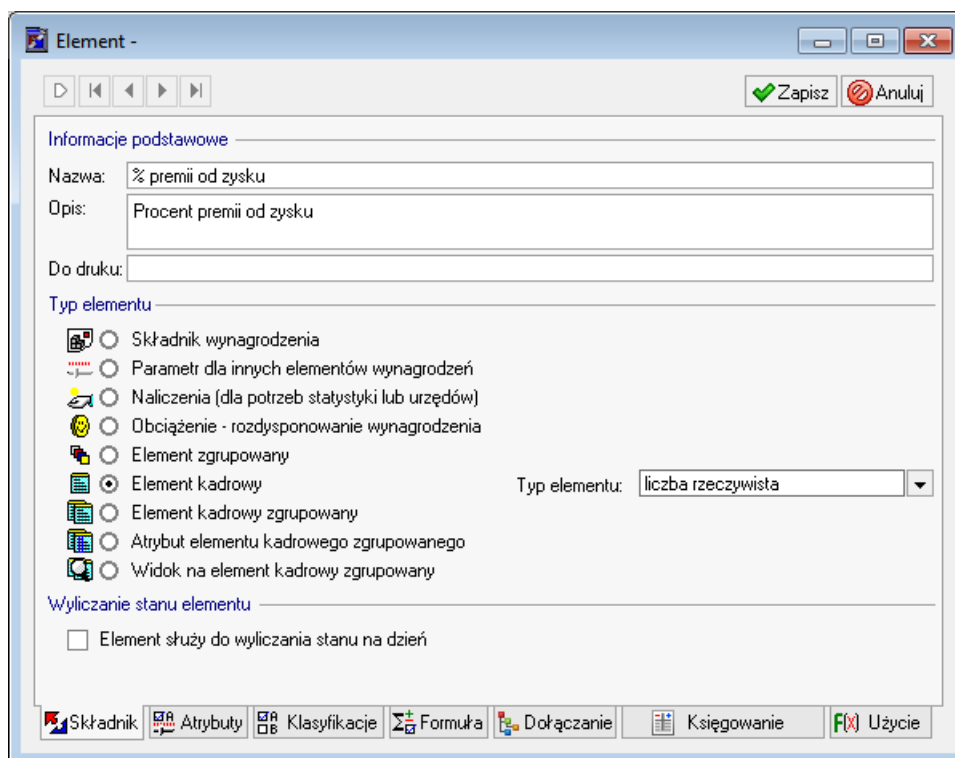 Element -
Zapisz
Anuluj
Informacje podstawowe
Nazwa: % premii od zysku
Opis: Procent premii od zysku
Do druku:
Typ elementu
Składnik wynagrodzenia
Parametr dla innych elementów wynagrodzeń
Naliczenia (dla potrzeb statystyki lub urzędów)
Obciążenie - rozdysponowanie wynagrodzenia
Element zgrupowany
Element kadrowy Typ elementu: liczba rzeczywista
Element kadrowy zgrupowany
Atrybut elementu kadrowego zgrupowanego
Widok na element kadrowy zgrupowany
Wyliczanie stanu elementu
Element służy do wyliczania stanu na dzień
Składnik Atrybuty Klasyfikacje Formuła Dołączanie Księgowanie F(X) Użycie